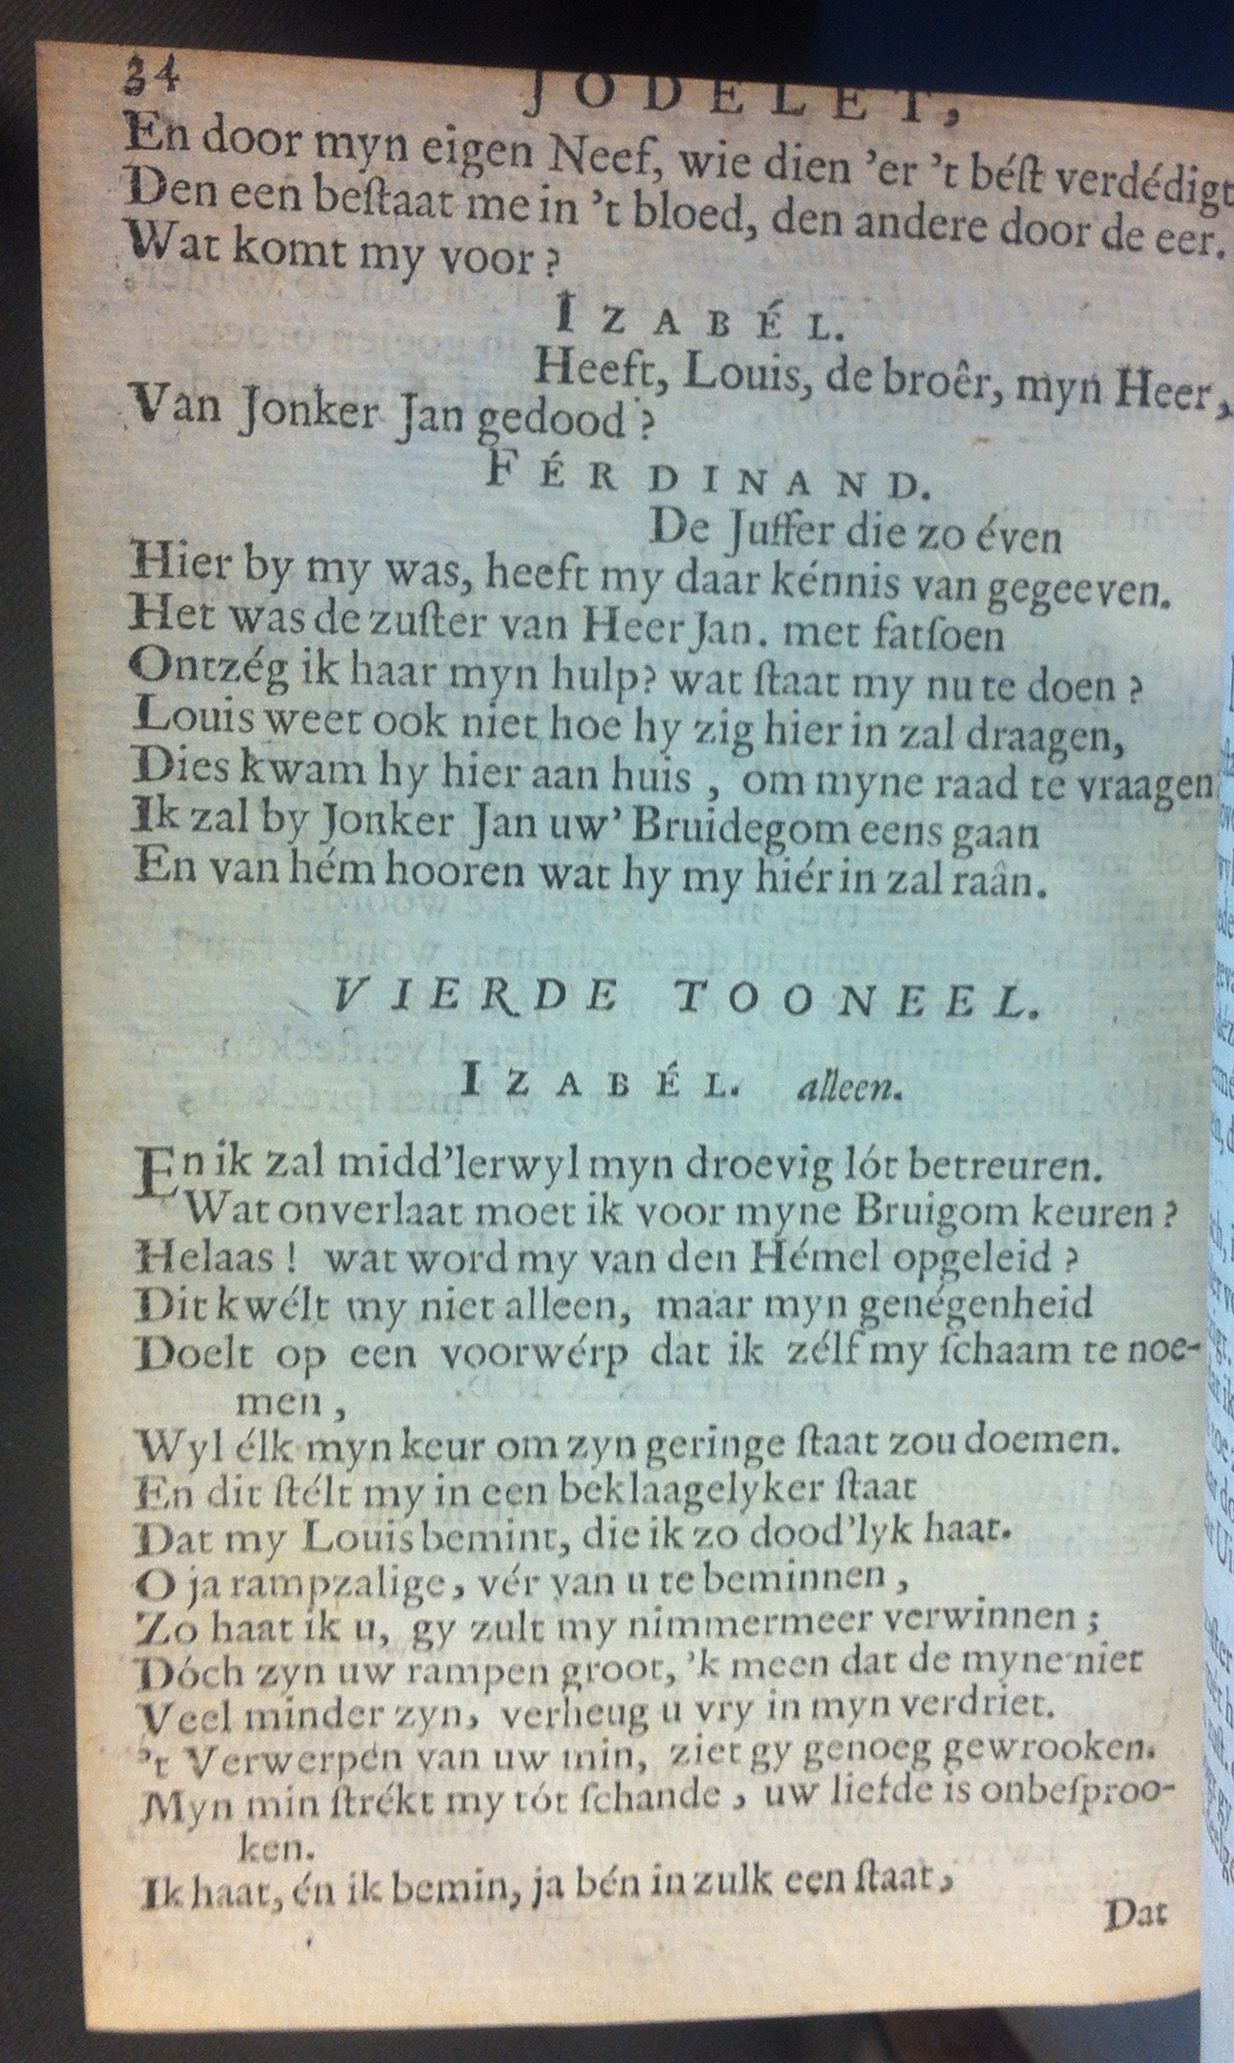 34 JODELET,
En door myn eigen Neef, wie dien 'er 't béſt verdédigt
Den een beſtaat me in 't bloed, den andere door de eer.
Wat komt my voor?
IZABÉL.
Heeft, Louis, de broêr, myn Heer,
Van Jonker Jan gedood?
FÉRDINAND.
De Juffer die zo éven
Hier by my was, heeft my daar kénnis van gegeeven.
Het was de zuſter van Heer Jan. met fatſoen
Ontzég ik haar myn hulp? wat ſtaat my nu te doen?
Louis weet ook niet hoe hy zig hier in zal draagen,
Dies kwam hy hier aan huis, om myne raad te vraagen
Ik zal by Jonker Jan uw' Bruidegom eens gaan
En van hém hooren wat hy my hiér in zal raân.
VIERDE TOONEEL.
IZABÉL. alleen.
En ik zal midd'lerwyl myn droevig lót betreuren.
Wat onverlaat moet ik voor myne Bruigom keuren?
Helaas! wat word my van den Hémel opgeleid?
Dit kwélt my niet alleen, maar myn genégenheid
Doelt op een voorwérp dat ik zélf my ſchaam te noe-
men,
Wyl élk myn keur om zyn geringe ſtaat zou doemen.
En dit ſtélt my in een beklaagelyker ſtaat
Dat my Louis bemint, die ik zo dood'lyk haat.
O ja rampzalige, vér van u te beminnen,
Zo haat ik u, gy zult my nimmermeer verwinnen;
Dóch zyn uw rampen groot, 'k meen dat de myne niet
Veel minder zyn, verheug u vry in myn verdriet.
't Verwerpén van uw min, ziet gy genoeg gewrooken.
Myn min ſtrékt my tót ſchande, uw liefde is onbeſproo-
ken.
Ik haat, én ik bemin, ja bén in zulk een ſtaat,
Dat